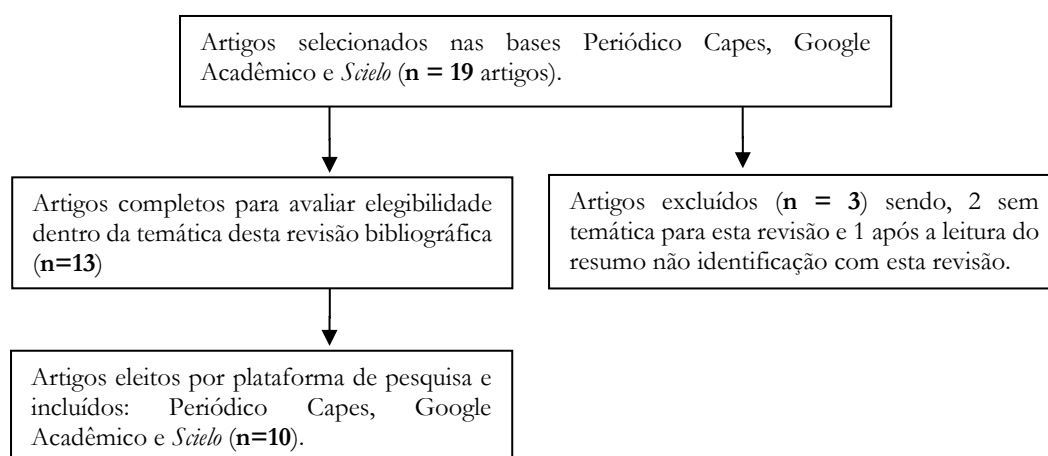 Artigos selecionados nas bases Periódico Capes, Google
Acadêmico e Scielo (n = 19 artigos).
Artigos completos para avaliar elegibilidade
dentro da temática desta revisão bibliográfica
(n=13)
Artigos excluídos (n = 3) sendo, 2 sem
temática para esta revisão e 1 após a leitura do
resumo não identificação com esta revisão.
Artigos eleitos por plataforma de pesquisa e
incluídos: Periódico Capes, Google
Acadêmico e Scielo (n=10).